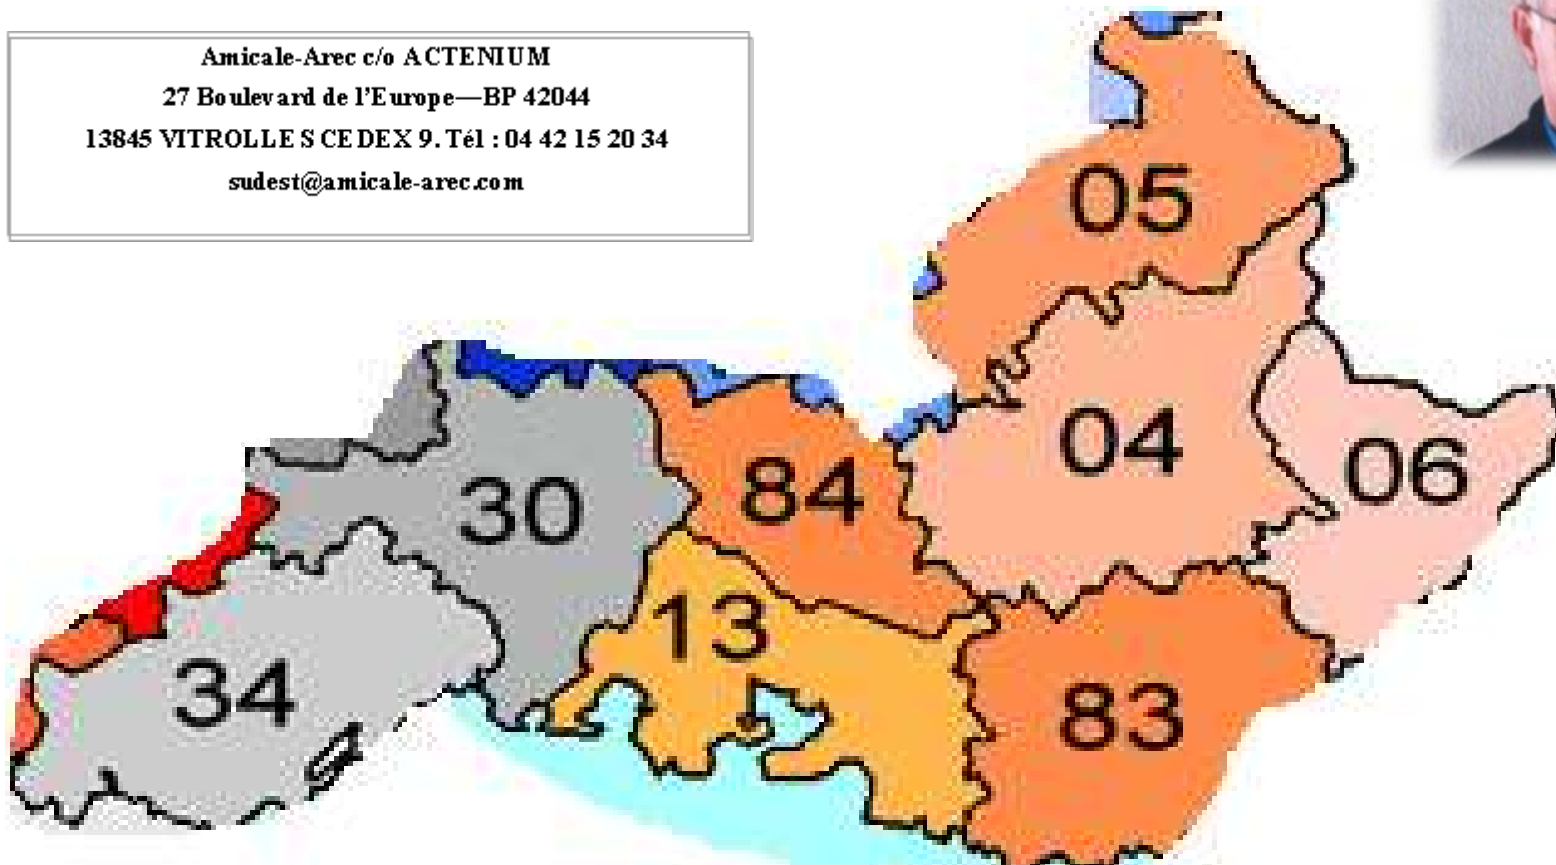 Amicale-Arec c/o ACTENIUM
27 Boulevard de l'Europe—BP 42044
13845 VITROLLES CEDEX 9. Tél : 04 42 15 20 34
sudest@amicale-arec.com
05
04
06
30
84
13
34
83